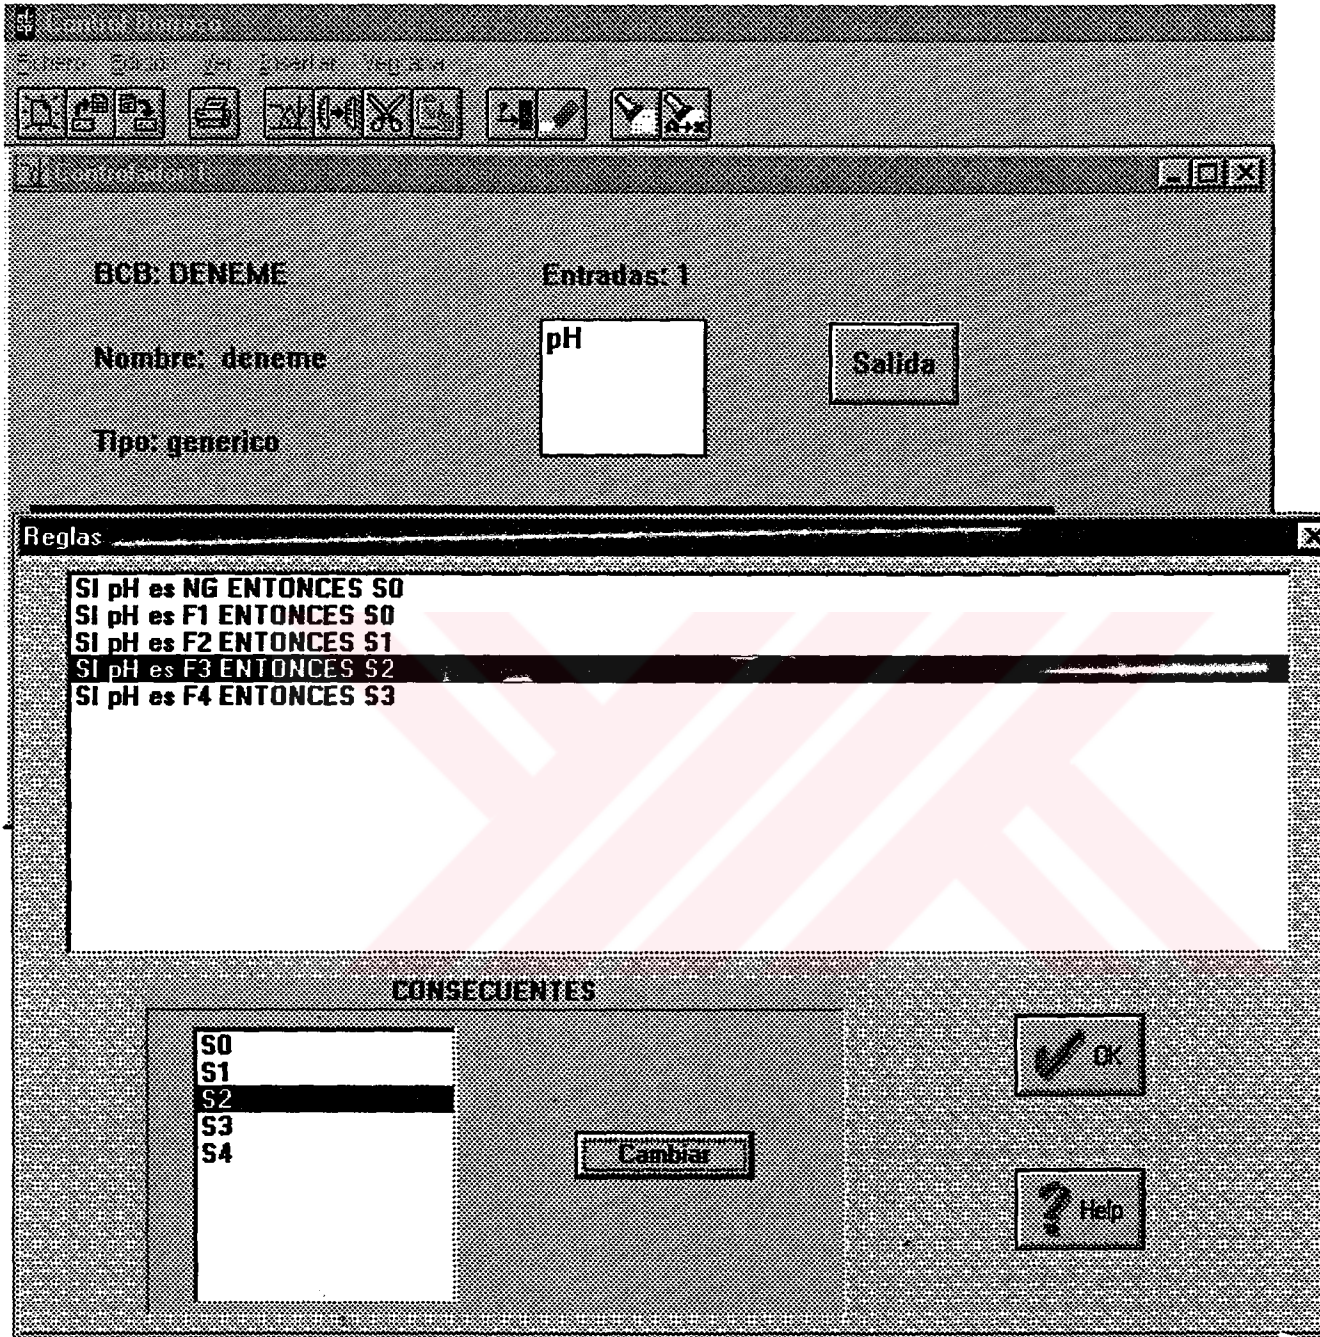 BCB: DENEME
Entradas: 1
pH
Nombre: deneme
Salida
Tipo: generico
Reglas
SI pH es NG ENTONCES S0
SI pH es F1 ENTONCES S0
SI pH es F2 ENTONCES S1
SI pH es F3 ENTONCES S2
SI pH es F4 ENTONCES S3
CONSECUENTES
S0
S1
S2
S3
S4
Cambiar
OK
Help